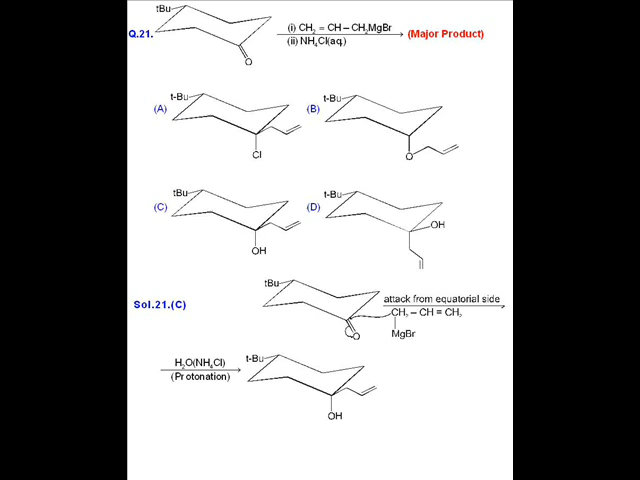 tBu
Q.21.
(i) CH₂ = CH – CH₂MgBr
(ii) NH₄Cl(aq.)
(Major Product)
O
(A)
t-Bu
Cl
(B)
t-Bu
O
(C)
tBu
OH
(D)
t-Bu
OH
Sol.21.(C)
tBu
O
attack from equatorial side
CH₂ – CH = CH₂
MgBr
H₂O(NH₄Cl)
(Protonation)
t-Bu
OH